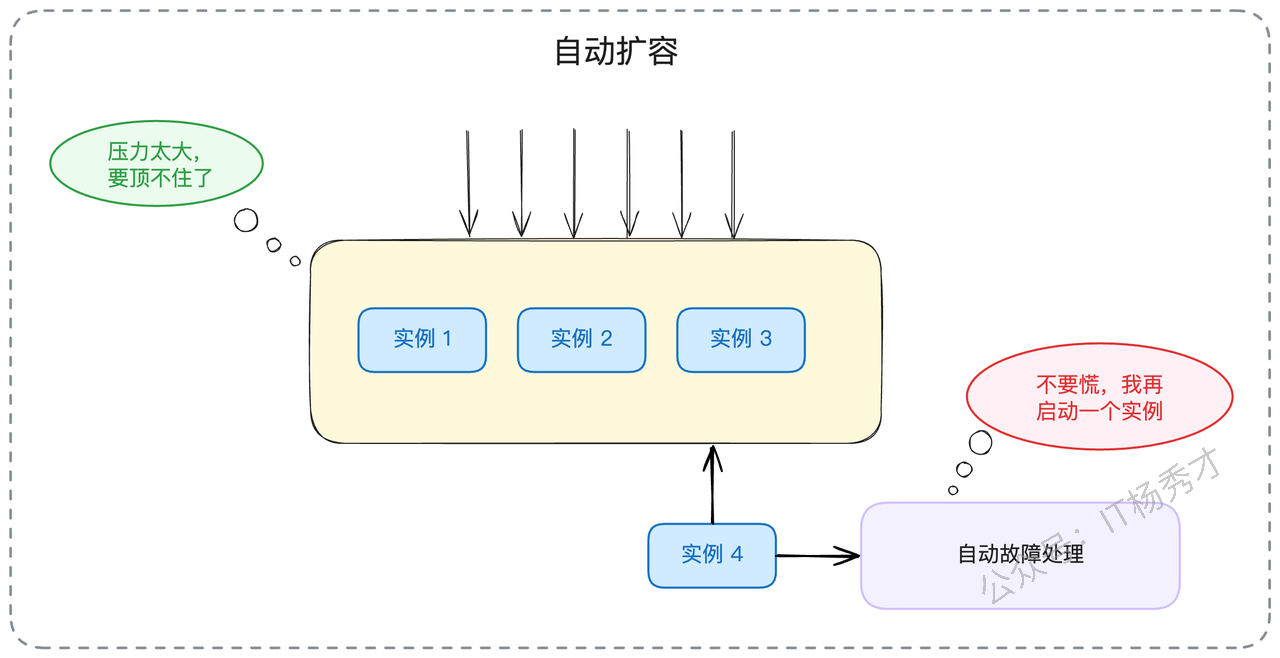 自动扩容
压力太大，
要顶不住了
实例 1
实例 2
实例 3
不要慌，我再
启动一个实例
实例 4
自动故障处理
公众号：IT杨秀才